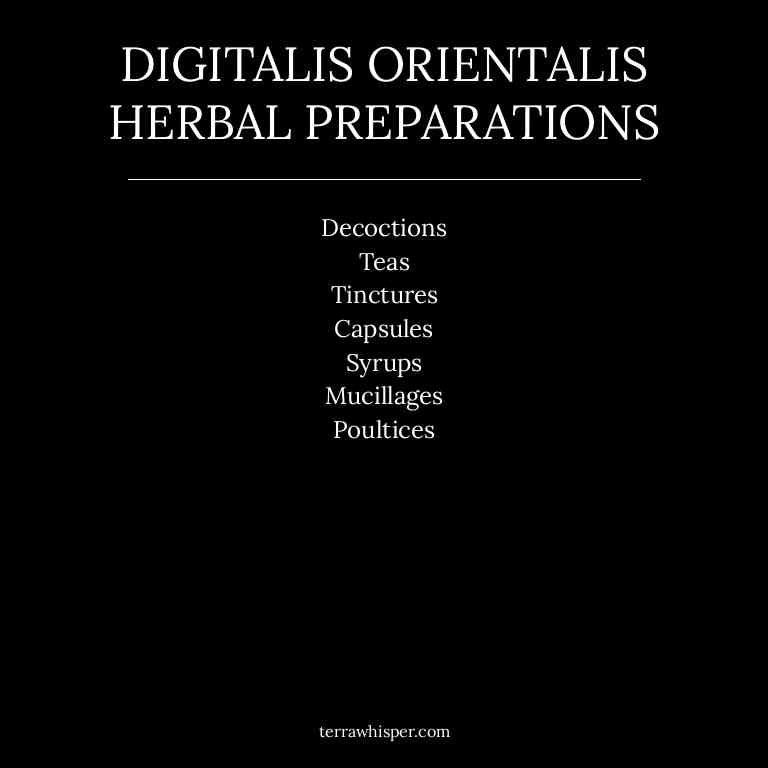 DIGITALIS ORIENTALIS
HERBAL PREPARATIONS
Decoctions
Teas
Tinctures
Capsules
Syrups
Mucillages
Poultices
terrawhisper.com